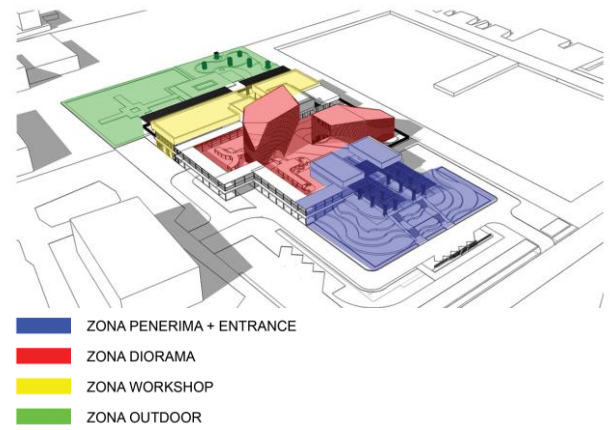 ZONA PENERIMA + ENTRANCE
ZONA DIORAMA
ZONA WORKSHOP
ZONA OUTDOOR